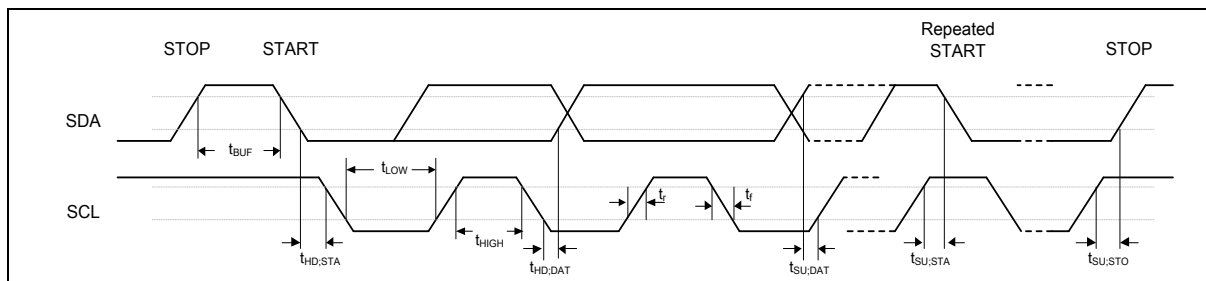 STOP
START
Repeated
START
STOP
SDA
tBUF
tLOW
SCL
tr
tf
tHIGH
tHD;STA
tHD;DAT
tSU;DAT
tSU;STA
tSU;STO